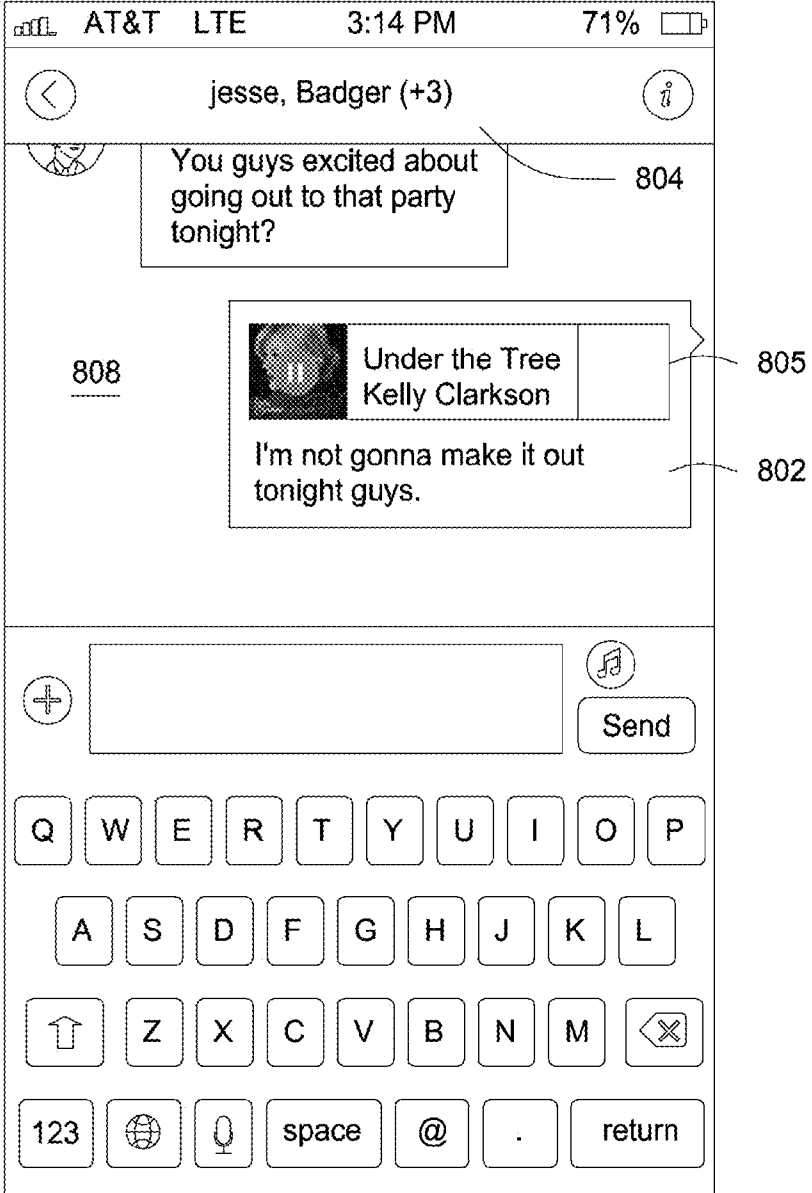 AT&T LTE 3:14 PM 71%
jesse, Badger (+3)
i
You guys excited about
going out to that party
tonight?
804
808
Under the Tree
Kelly Clarkson
805
I'm not gonna make it out
tonight guys.
802
Send
Q W E R T Y U I O P
A S D F G H J K L
Z X C V B N M
123 space @ . return